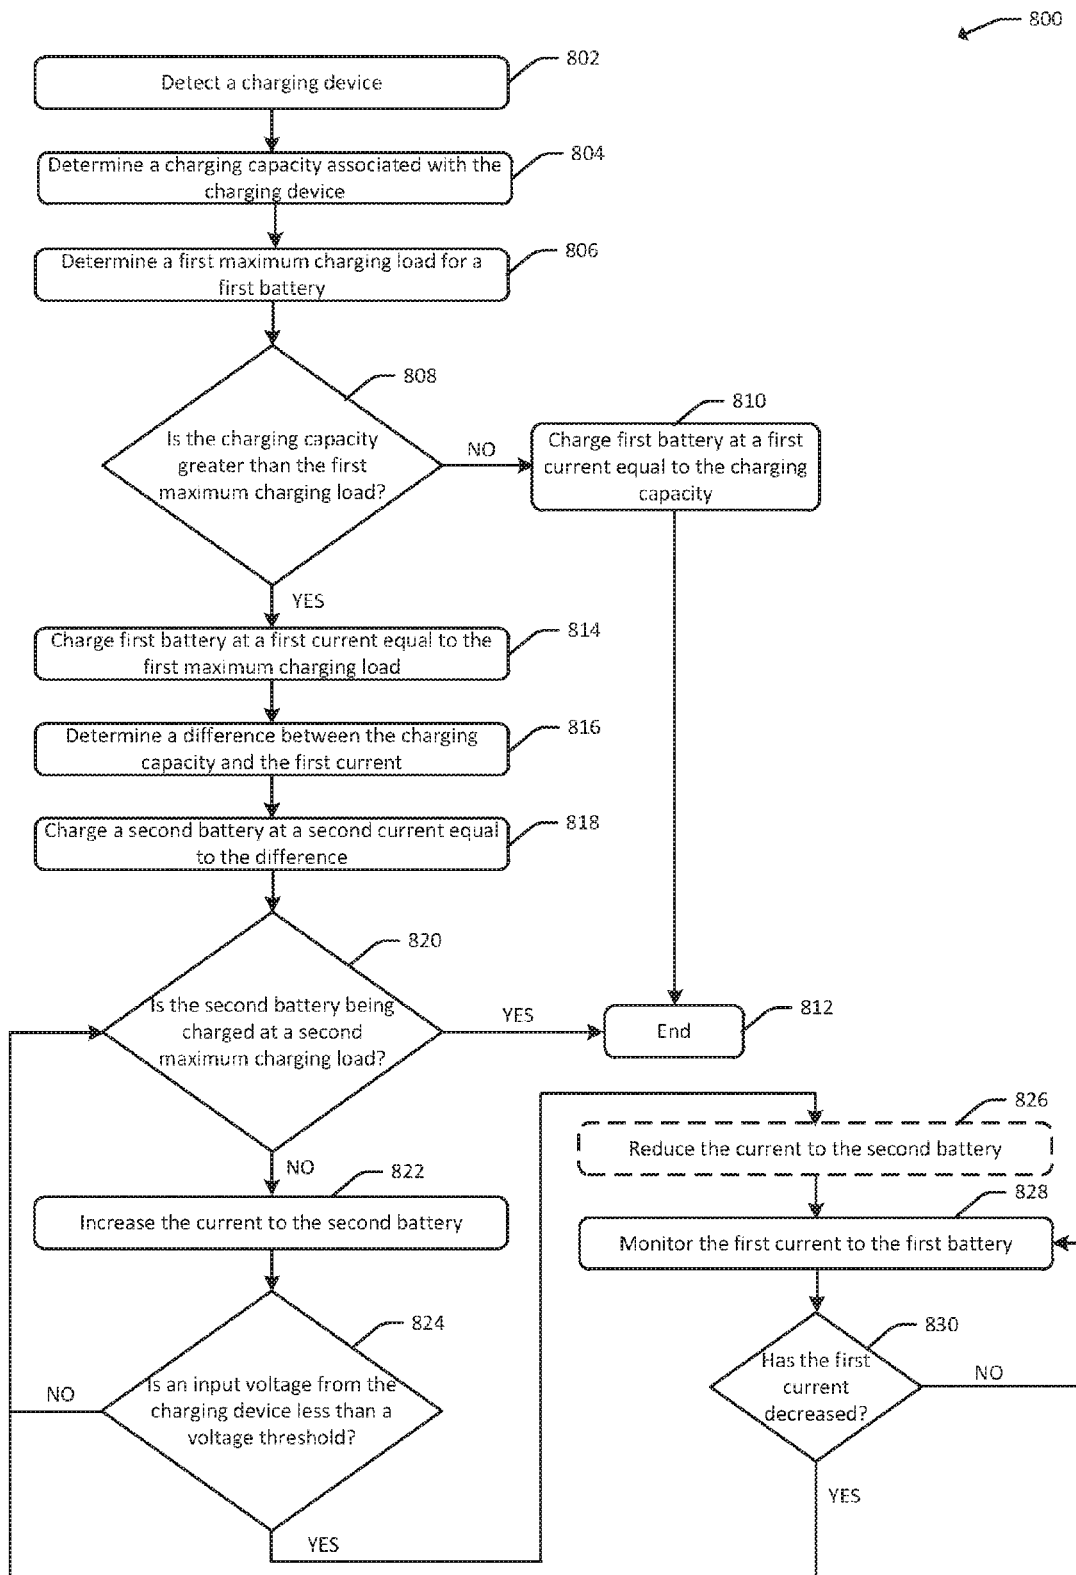 800
802
Detect a charging device
804
Determine a charging capacity associated with the
charging device
806
Determine a first maximum charging load for a
first battery
808
Is the charging capacity
greater than the first
maximum charging load?
NO
810
Charge first battery at a first
current equal to the charging
capacity
YES
814
Charge first battery at a first current equal to the
first maximum charging load
816
Determine a difference between the charging
capacity and the first current
818
Charge a second battery at a second current equal
to the difference
820
Is the second battery being
charged at a second
maximum charging load?
YES
812
End
NO
822
Increase the current to the second battery
824
Is an input voltage from the
charging device less than a
voltage threshold?
NO
YES
826
Reduce the current to the second battery
828
Monitor the first current to the first battery
830
Has the first
current
decreased?
NO
YES